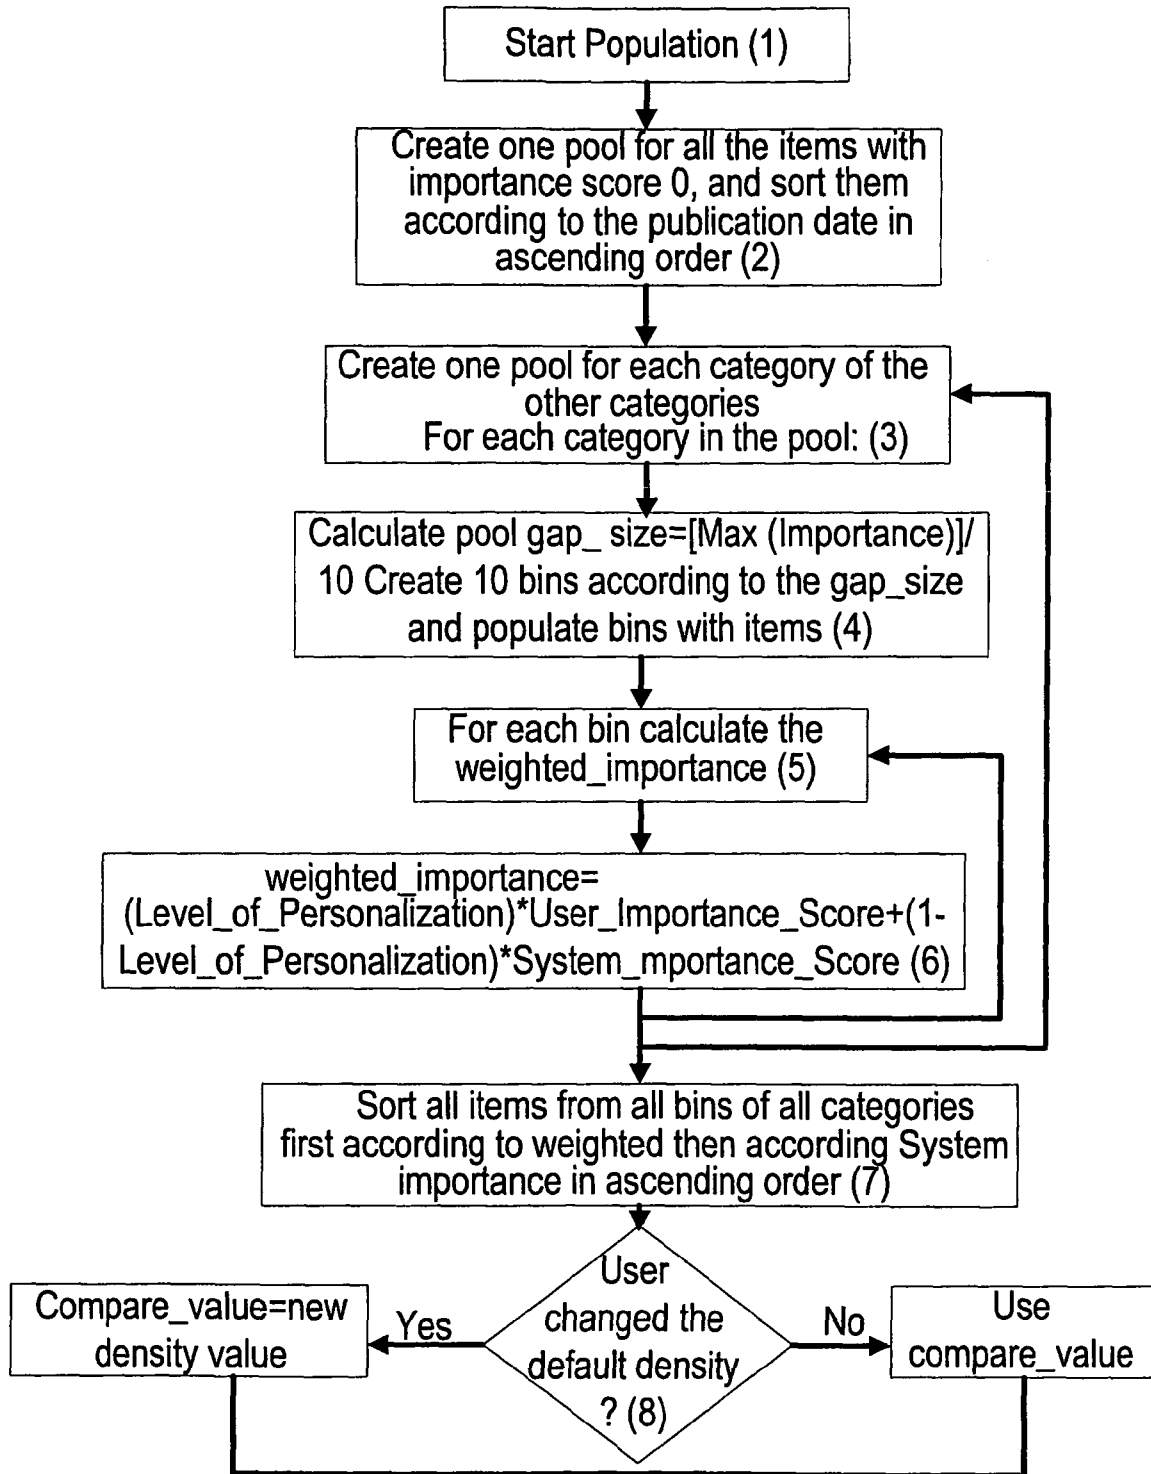 Start Population (1)
Create one pool for all the items with
importance score 0, and sort them
according to the publication date in
ascending order (2)
Create one pool for each category of the
other categories
For each category in the pool: (3)
Calculate pool gap_ size=[Max (Importance)]/
10 Create 10 bins according to the gap_size
and populate bins with items (4)
For each bin calculate the
weighted_importance (5)
weighted_importance=
(Level_of_Personalization)*User_Importance_Score+(1-
Level_of_Personalization)*System_mportance_Score (6)
Sort all items from all bins of all categories
first according to weighted then according System
importance in ascending order (7)
User
changed the
default density
? (8)
Yes
No
Compare_value=new
density value
Use
compare_value